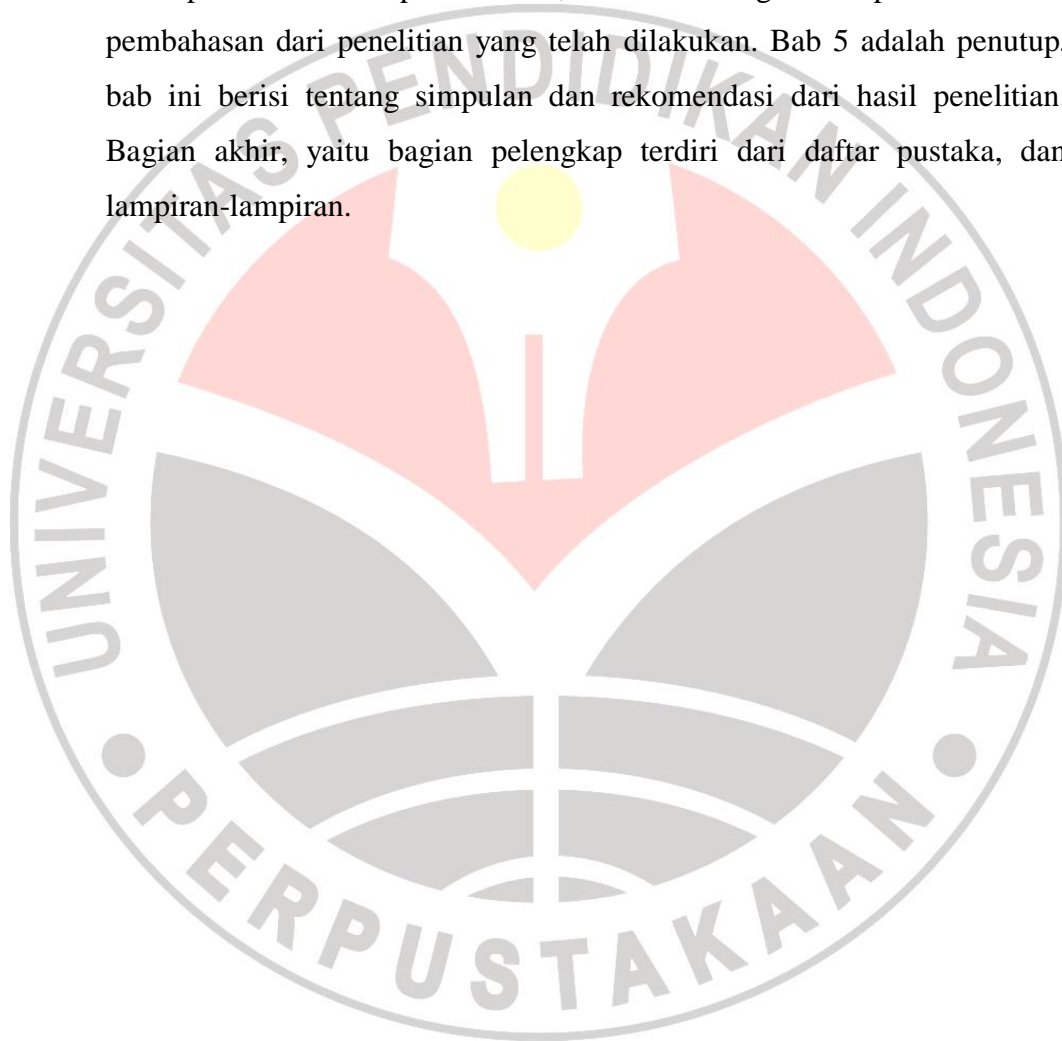 pembahasan dari penelitian yang telah dilakukan. Bab 5 adalah penutup,
bab ini berisi tentang simpulan dan rekomendasi dari hasil penelitian.
Bagian akhir, yaitu bagian pelengkap terdiri dari daftar pustaka, dan
lampiran-lampiran.
UNIVERSITAS PENDIDIKAN INDONESIA
PERPUSTAKAAN